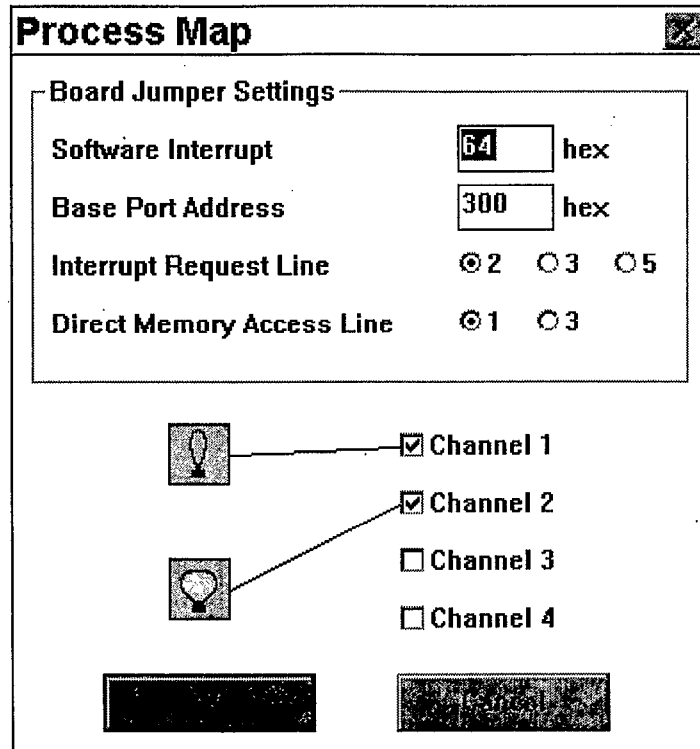 Process Map
Board Jumper Settings
Software Interrupt 64 hex
Base Port Address 300 hex
Interrupt Request Line 2 3 5
Direct Memory Access Line 1 3
Channel 1
Channel 2
Channel 3
Channel 4
Cancel